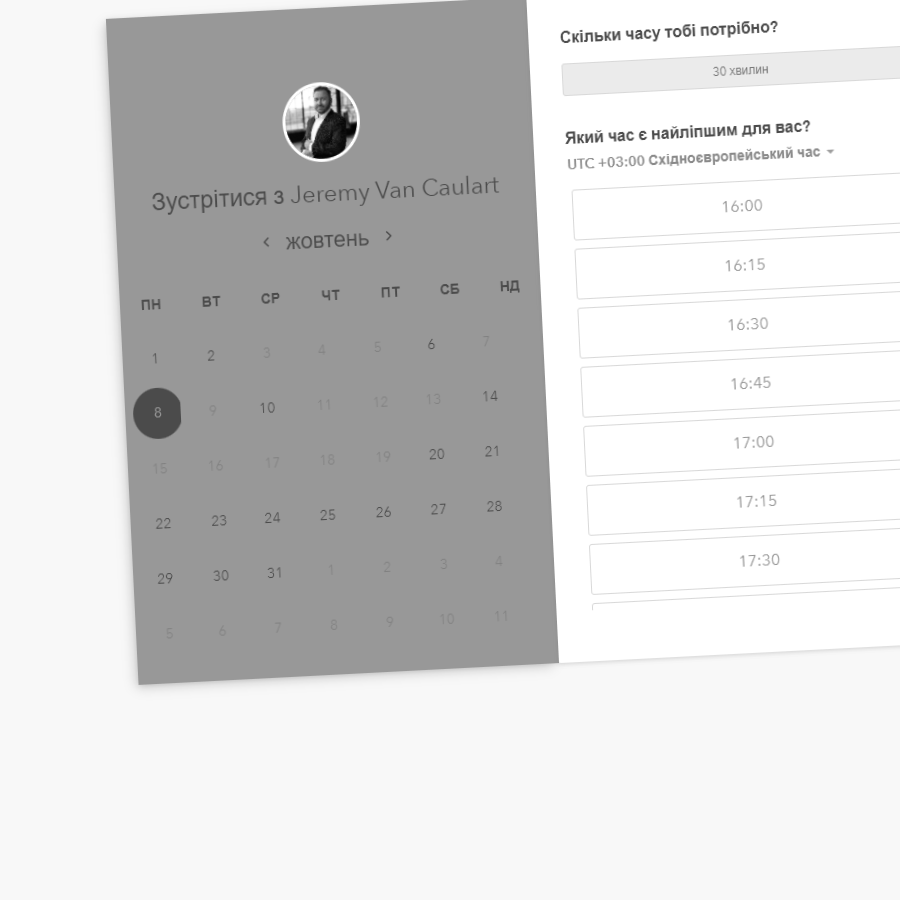 Зустрітися з Jeremy Van Caulart
жовтень
ПН ВТ СР ЧТ ПТ СБ НД
1 2 3 4 5 6 7
8 9 10 11 12 13 14
15 16 17 18 19 20 21
22 23 24 25 26 27 28
29 30 31 1 2 3 4
5 6 7 8 9 10 11
Скільки часу тобі потрібно?
30 хвилин
Який час є найліпшим для вас?
UTC +03:00 Східноєвропейський час
16:00
16:15
16:30
16:45
17:00
17:15
17:30